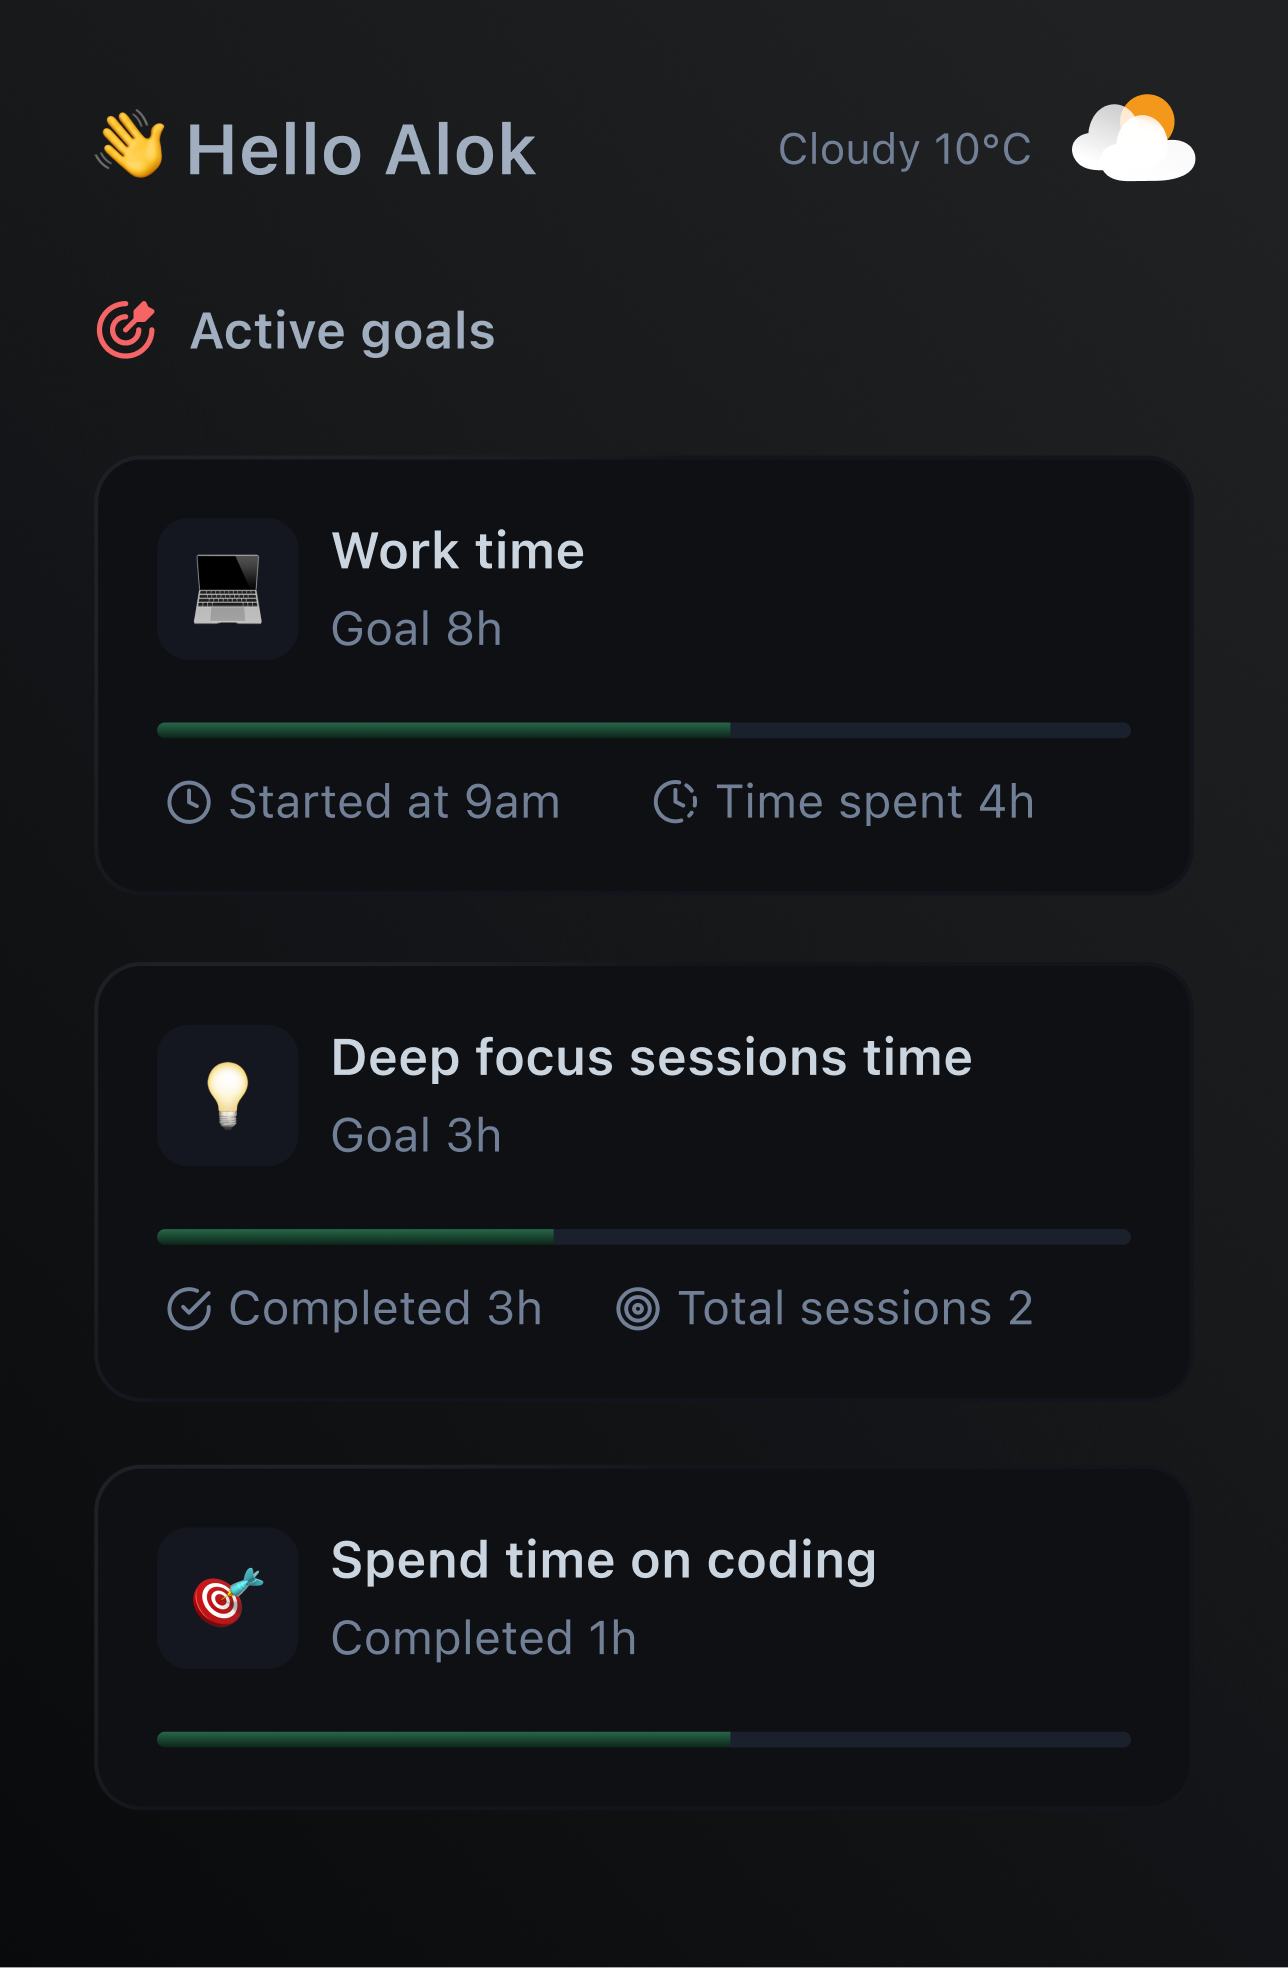 👋 Hello Alok
Cloudy 10°C
Active goals
Work time
Goal 8h
Started at 9am
Time spent 4h
Deep focus sessions time
Goal 3h
Completed 3h
Total sessions 2
Spend time on coding
Completed 1h